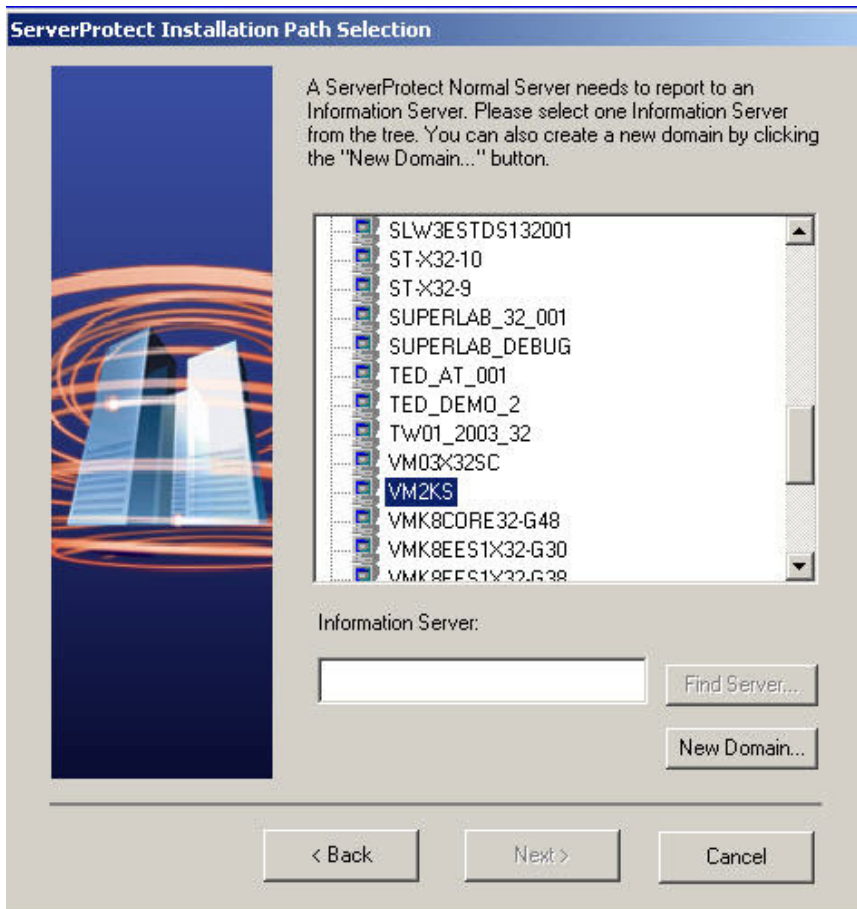 ServerProtect Installation Path Selection
A ServerProtect Normal Server needs to report to an
Information Server. Please select one Information Server
from the tree. You can also create a new domain by clicking
the "New Domain..." button.
SLW3ESTDS132001
ST-X32-10
ST-X32-9
SUPERLAB_32_001
SUPERLAB_DEBUG
TED_AT_001
TED_DEMO_2
TW01_2003_32
VM03X32SC
VM2KS
VMK8CORE32-G48
VMK8EES1X32-G30
VMK8EES1X32-G38
Information Server:
Find Server...
New Domain...
< Back
Next >
Cancel